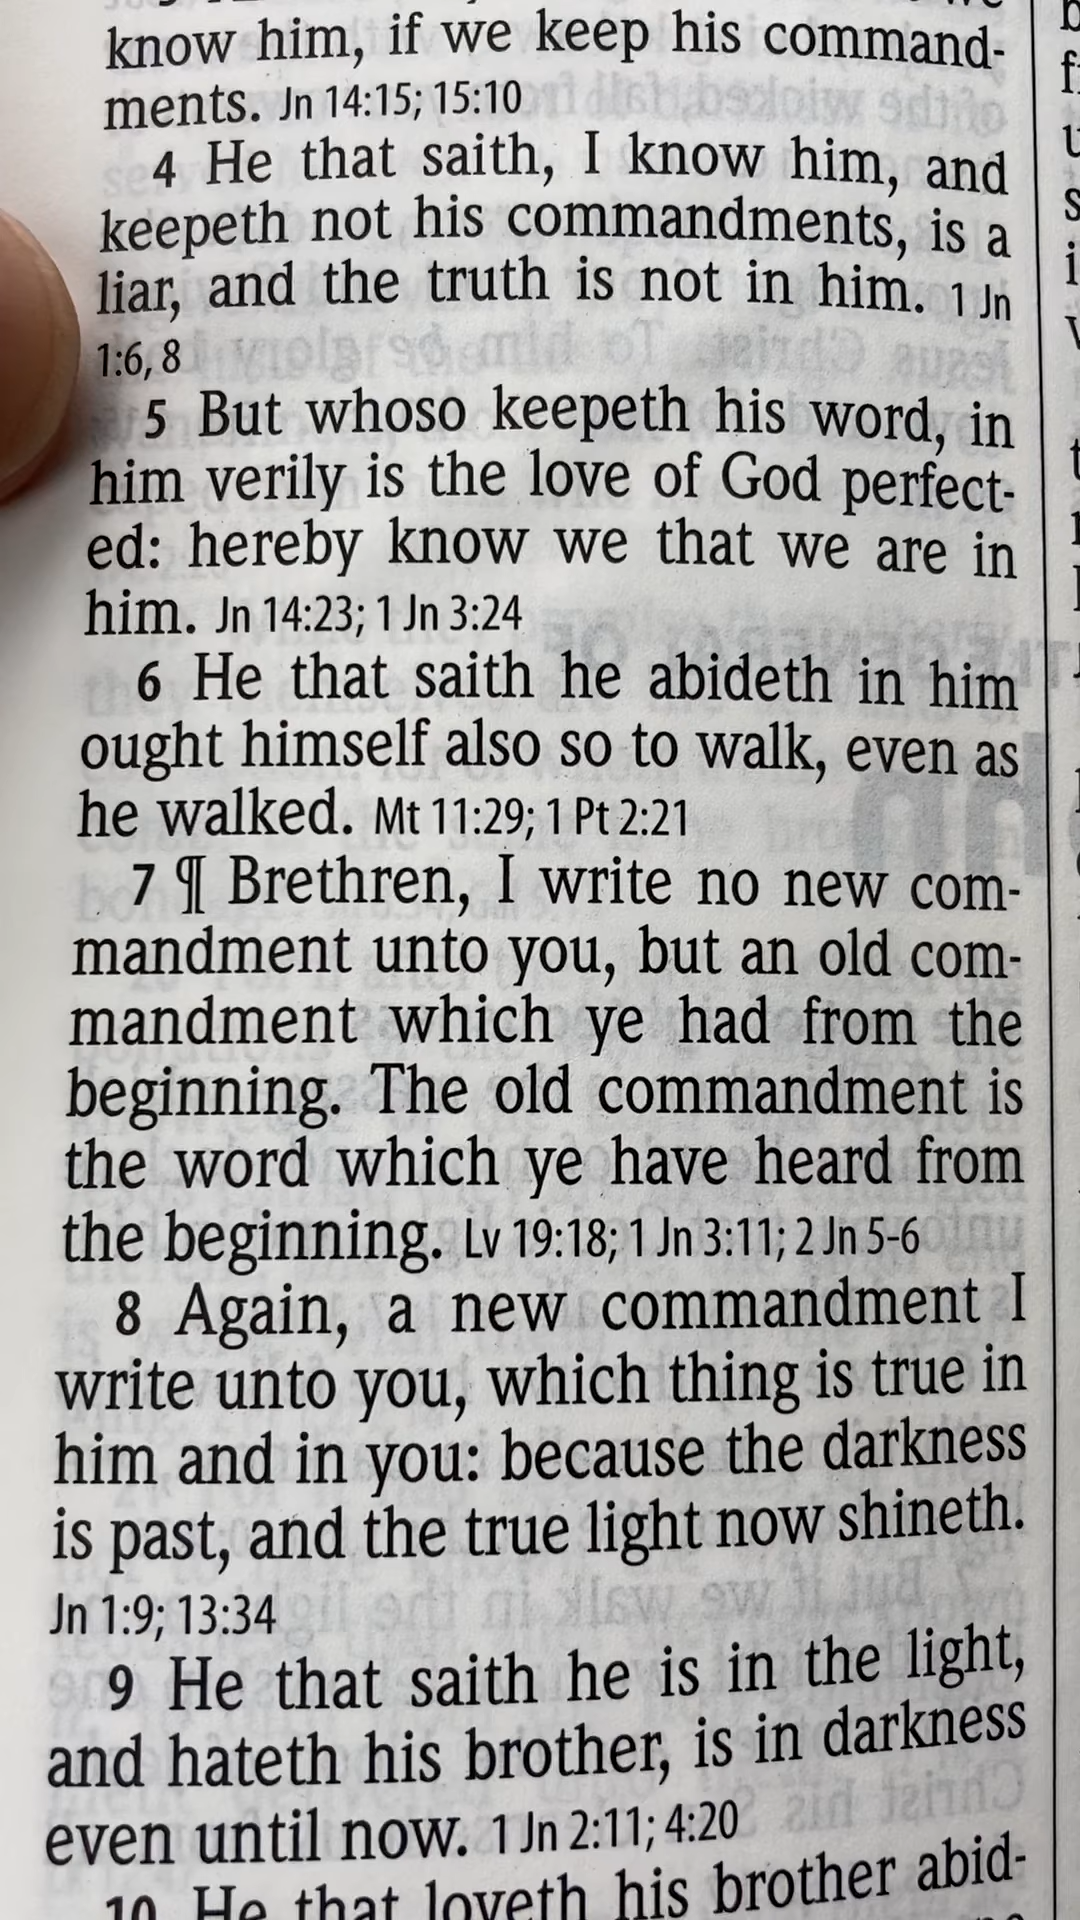 know him, if we keep his command-
ments. Jn 14:15; 15:10
4 He that saith, I know him, and
keepeth not his commandments, is a
liar, and the truth is not in him. 1 Jn
1:6, 8
5 But whoso keepeth his word, in
him verily is the love of God perfect-
ed: hereby know we that we are in
him. Jn 14:23; 1 Jn 3:24
6 He that saith he abideth in him
ought himself also so to walk, even as
he walked. Mt 11:29; 1 Pt 2:21
7 ¶ Brethren, I write no new com-
mandment unto you, but an old com-
mandment which ye had from the
beginning. The old commandment is
the word which ye have heard from
the beginning. Lv 19:18; 1 Jn 3:11; 2 Jn 5-6
8 Again, a new commandment I
write unto you, which thing is true in
him and in you: because the darkness
is past, and the true light now shineth.
Jn 1:9; 13:34
9 He that saith he is in the light,
and hateth his brother, is in darkness
even until now. 1 Jn 2:11; 4:20
10 He that loveth his brother abid-